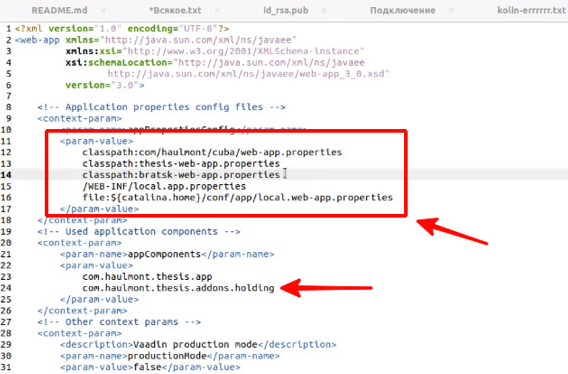 README.md
*Всякое.txt
id_rsa.pub
Подключение
kolin-errrrrr.txt
1 <?xml version="1.0" encoding="UTF-8"?>
2 <web-app xmlns="http://java.sun.com/xml/ns/javaee"
3 xmlns:xsi="http://www.w3.org/2001/XMLSchema-instance"
4 xsi:schemaLocation="http://java.sun.com/xml/ns/javaee
5 http://java.sun.com/xml/ns/javaee/web-app_3_0.xsd"
6 version="3.0">
7
8 <!-- Application properties config files -->
9 <context-param>
10 <param-name>appPropertiesConfig</param-name>
11 <param-value>
12 classpath:com/haulmont/cuba/web-app.properties
13 classpath:thesis-web-app.properties
14 classpath:bratsk-web-app.properties
15 /WEB-INF/local.app.properties
16 file:${catalina.home}/conf/app/local.web-app.properties
17 </param-value>
18 </context-param>
19 <!-- Used application components -->
20 <context-param>
21 <param-name>appComponents</param-name>
22 <param-value>
23 com.haulmont.thesis.app
24 com.haulmont.thesis.addons.holding
25 </param-value>
26 </context-param>
27 <!-- Other context params -->
28 <context-param>
29 <description>Vaadin production mode</description>
30 <param-name>productionMode</param-name>
31 <param-value>false</param-value>